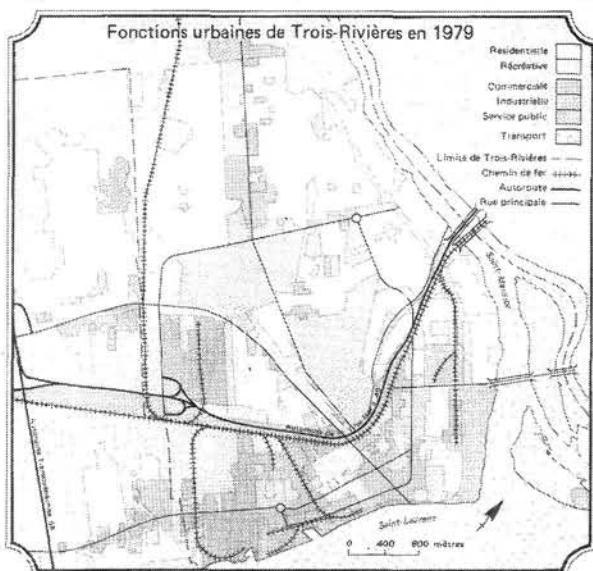 Fonctions urbaines de Trois-Rivières en 1979
Résidentielle
Récréative
Commerciale
Industrielle
Service public
Transport
Limite de Trois-Rivières
Chemin de fer
Autoroute
Rue principale
Saint-Maurice
Saint-Laurent
0 400 800 mètres